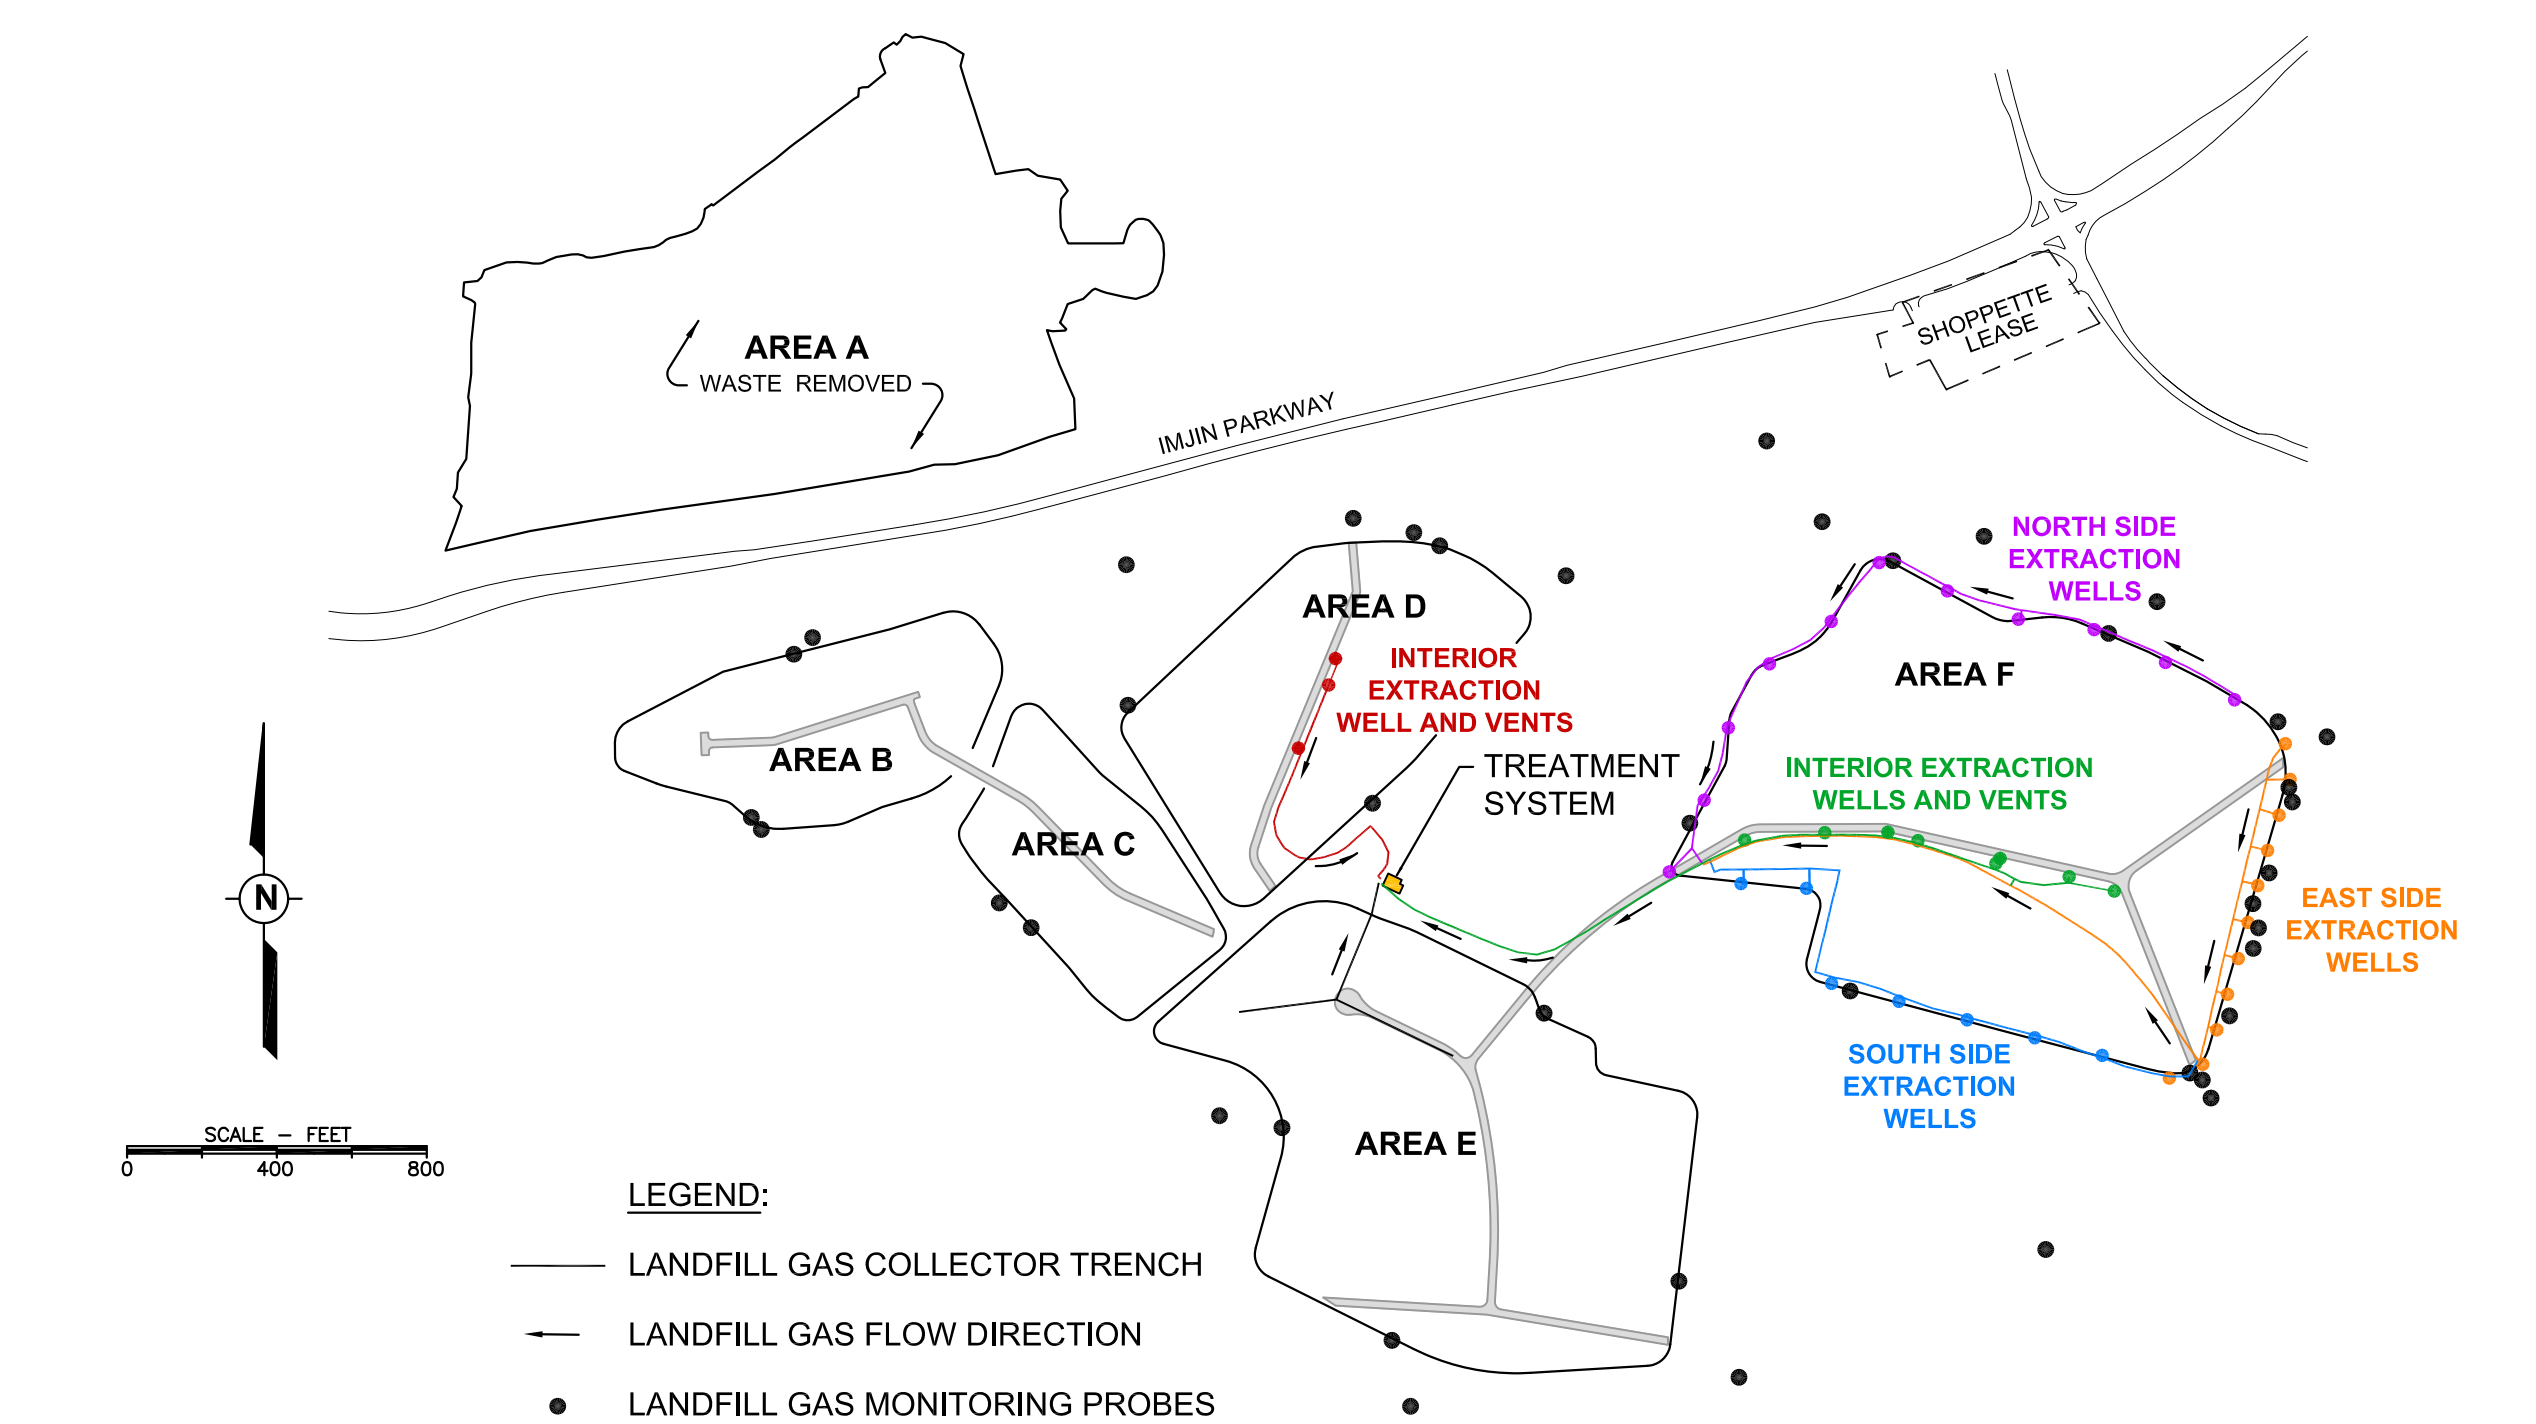 AREA A
WASTE REMOVED
SHOPPETTE
LEASE
IMJIN PARKWAY
NORTH SIDE
EXTRACTION
WELLS
AREA D
INTERIOR
EXTRACTION
WELL AND VENTS
AREA F
AREA B
TREATMENT
SYSTEM
INTERIOR EXTRACTION
WELLS AND VENTS
AREA C
N
EAST SIDE
EXTRACTION
WELLS
SOUTH SIDE
EXTRACTION
WELLS
AREA E
SCALE – FEET
0 400 800
LEGEND:
LANDFILL GAS COLLECTOR TRENCH
LANDFILL GAS FLOW DIRECTION
LANDFILL GAS MONITORING PROBES